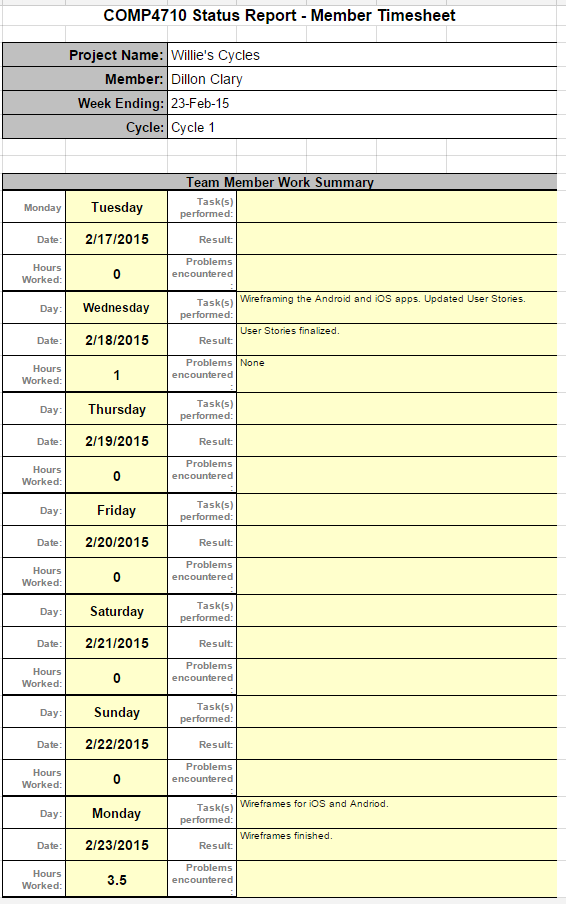 COMP4710 Status Report - Member Timesheet
Project Name: Willie's Cycles
Member: Dillon Clary
Week Ending: 23-Feb-15
Cycle: Cycle 1
Team Member Work Summary
Monday Tuesday Task(s) performed:
Date: 2/17/2015 Result:
Hours Worked: 0 Problems encountered :
Day: Wednesday Task(s) performed: Wireframing the Android and iOS apps. Updated User Stories.
Date: 2/18/2015 Result: User Stories finalized.
Hours Worked: 1 Problems encountered : None
Day: Thursday Task(s) performed:
Date: 2/19/2015 Result:
Hours Worked: 0 Problems encountered :
Day: Friday Task(s) performed:
Date: 2/20/2015 Result:
Hours Worked: 0 Problems encountered :
Day: Saturday Task(s) performed:
Date: 2/21/2015 Result:
Hours Worked: 0 Problems encountered :
Day: Sunday Task(s) performed:
Date: 2/22/2015 Result:
Hours Worked: 0 Problems encountered :
Day: Monday Task(s) performed: Wireframes for iOS and Andriod.
Date: 2/23/2015 Result: Wireframes finished.
Hours Worked: 3.5 Problems encountered :